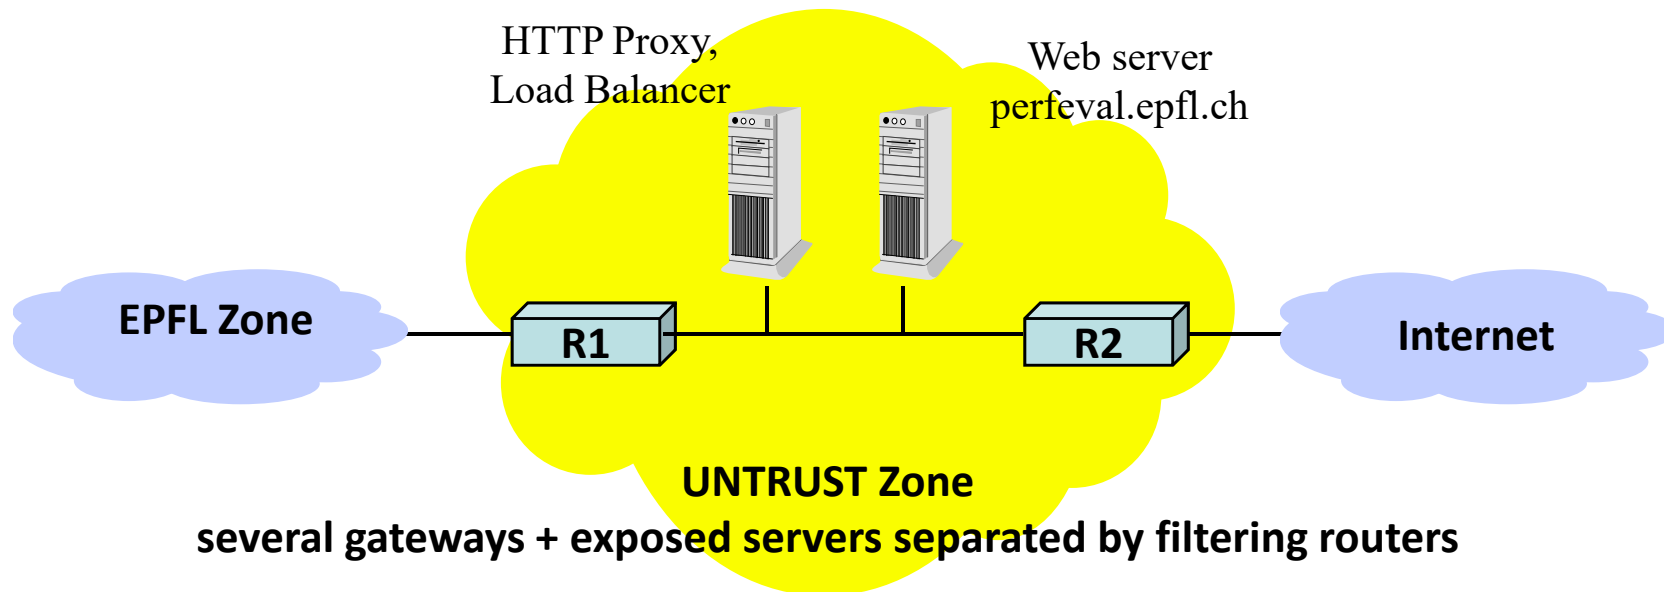 HTTP Proxy,
Load Balancer
Web server
perfeval.epfl.ch
EPFL Zone
R1
R2
Internet
UNTRUST Zone
several gateways + exposed servers separated by filtering routers